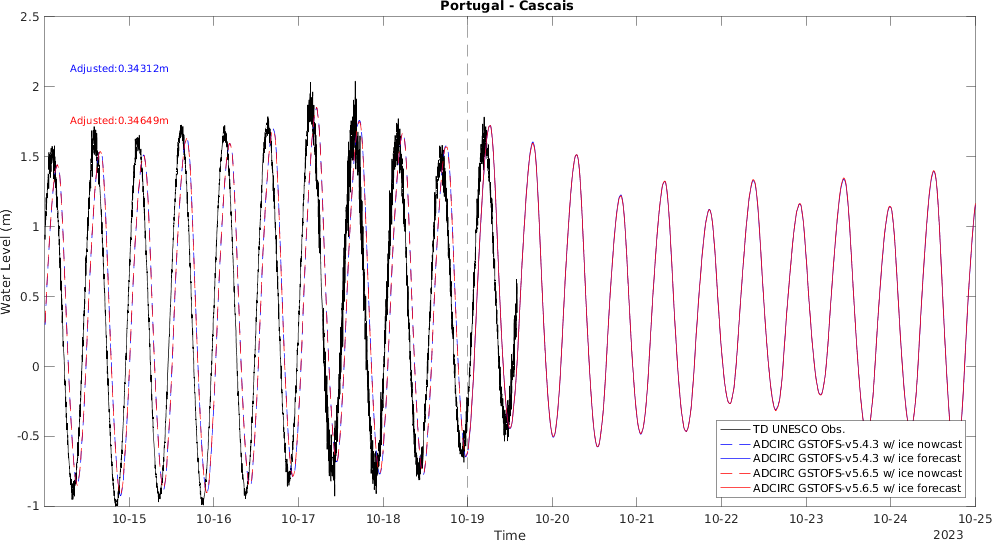 Portugal - Cascais
2.5
2
1.5
1
0.5
0
-0.5
-1
Water Level (m)
Adjusted:0.34312m
Adjusted:0.34649m
TD UNESCO Obs.
ADCIRC GSTOFS-v5.4.3 w/ ice nowcast
ADCIRC GSTOFS-v5.4.3 w/ ice forecast
ADCIRC GSTOFS-v5.6.5 w/ ice nowcast
ADCIRC GSTOFS-v5.6.5 w/ ice forecast
10-15 10-16 10-17 10-18 10-19 10-20 10-21 10-22 10-23 10-24 10-25
Time
2023